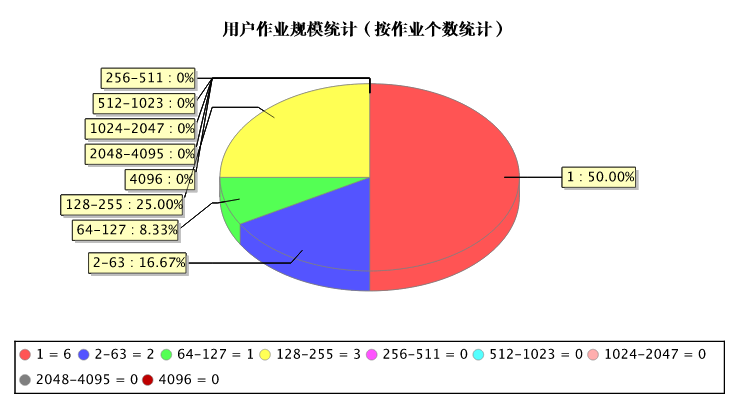 用户作业规模统计（按作业个数统计）
256-511 : 0%
512-1023 : 0%
1024-2047 : 0%
2048-4095 : 0%
4096 : 0%
128-255 : 25.00%
64-127 : 8.33%
2-63 : 16.67%
1 : 50.00%
1 = 6 2-63 = 2 64-127 = 1 128-255 = 3 256-511 = 0 512-1023 = 0 1024-2047 = 0
2048-4095 = 0 4096 = 0